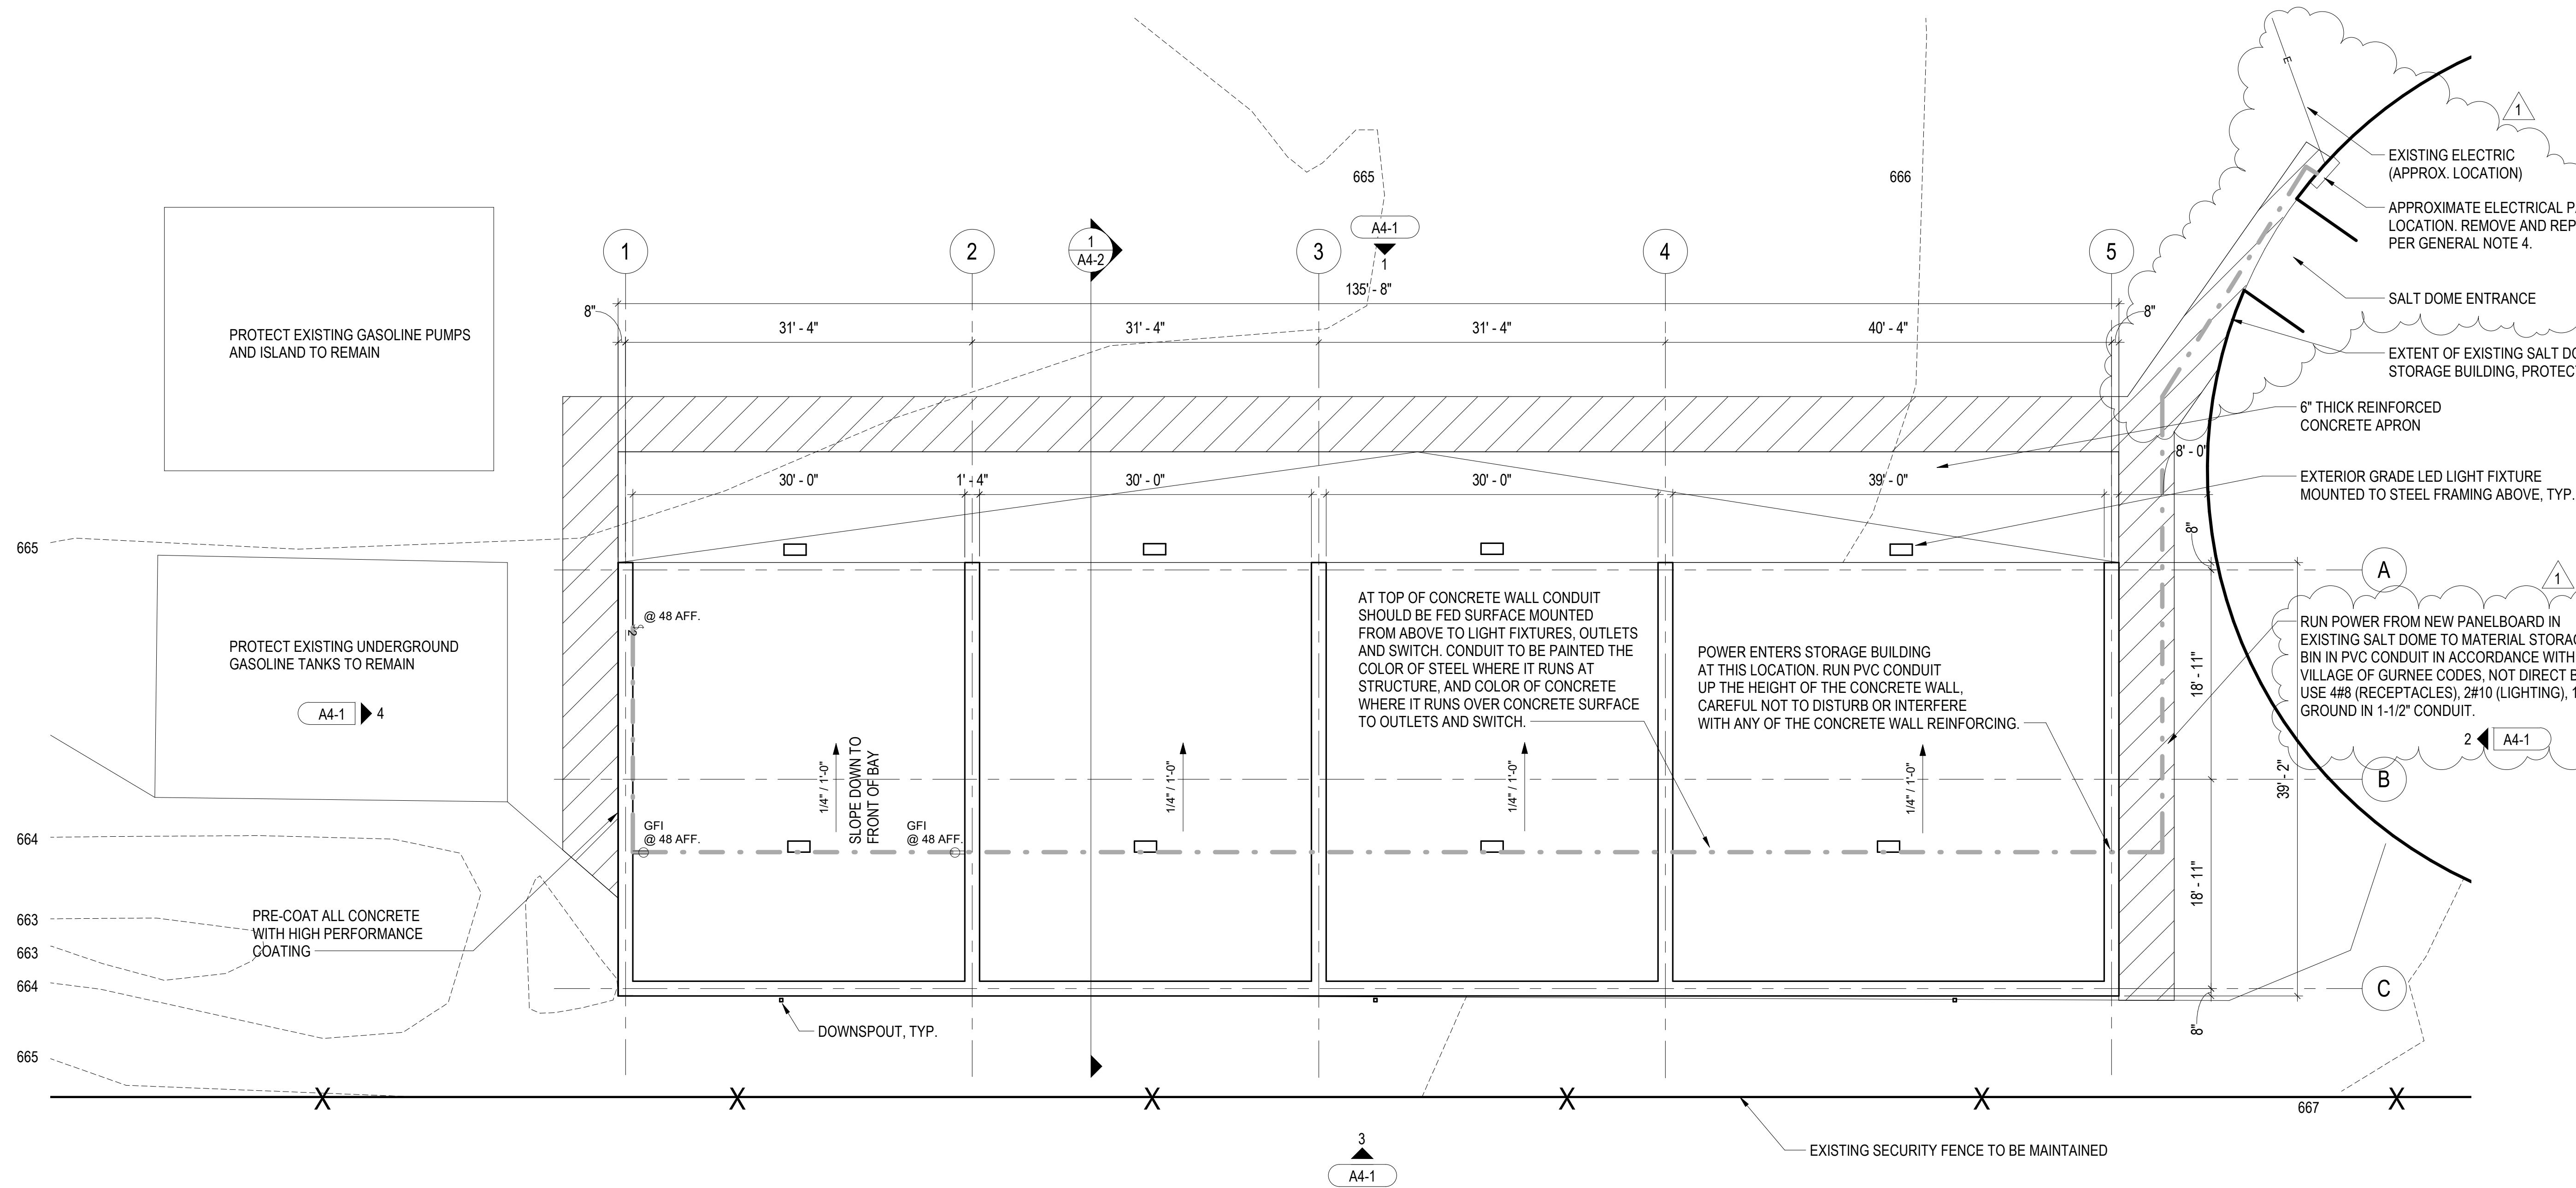 E
1
EXISTING ELECTRIC
(APPROX. LOCATION)
APPROXIMATE ELECTRICAL
LOCATION. REMOVE AND
PER GENERAL NOTE 4.
SALT DOME ENTRANCE
EXTENT OF EXISTING SALT
STORAGE BUILDING,
6" THICK REINFORCED
CONCRETE APRON
EXTERIOR GRADE LED LIGHT FIXTURE
MOUNTED TO STEEL FRAMING ABOVE, TYP.
665
666
A4-1
1
1
2
1
A4-2
3
4
5
135' - 8"
8"
31' - 4"
31' - 4"
31' - 4"
40' - 4"
8"
PROTECT EXISTING GASOLINE PUMPS
AND ISLAND TO REMAIN
30' - 0"
1' - 4"
30' - 0"
30' - 0"
39' - 0"
8' - 0"
8"
665
A
1
PROTECT EXISTING UNDERGROUND
GASOLINE TANKS TO REMAIN
A4-1
4
@ 48 AFF.
2
AT TOP OF CONCRETE WALL CONDUIT
SHOULD BE FED SURFACE MOUNTED
FROM ABOVE TO LIGHT FIXTURES, OUTLETS
AND SWITCH. CONDUIT TO BE PAINTED THE
COLOR OF STEEL WHERE IT RUNS AT
STRUCTURE, AND COLOR OF CONCRETE
WHERE IT RUNS OVER CONCRETE SURFACE
TO OUTLETS AND SWITCH.
POWER ENTERS STORAGE BUILDING
AT THIS LOCATION. RUN PVC CONDUIT
UP THE HEIGHT OF THE CONCRETE WALL,
CAREFUL NOT TO DISTURB OR INTERFERE
WITH ANY OF THE CONCRETE WALL REINFORCING.
RUN POWER FROM NEW PANELBOARD IN
EXISTING SALT DOME TO MATERIAL
BIN IN PVC CONDUIT IN ACCORDANCE WITH
VILLAGE OF GURNEE CODES, NOT DIRECT
USE 4#8 (RECEPTACLES), 2#10 (LIGHTING),
GROUND IN 1-1/2" CONDUIT.
2
A4-1
18' - 11"
39' - 2"
B
1/4" / 1'-0"
SLOPE DOWN TO
FRONT OF BAY
1/4" / 1'-0"
1/4" / 1'-0"
1/4" / 1'-0"
GFI
@ 48 AFF.
GFI
@ 48 AFF.
18' - 11"
664
663
663
664
PRE-COAT ALL CONCRETE
WITH HIGH PERFORMANCE
COATING
C
8"
DOWNSPOUT, TYP.
665
X
X
X
X
X
X
667
3
A4-1
EXISTING SECURITY FENCE TO BE MAINTAINED